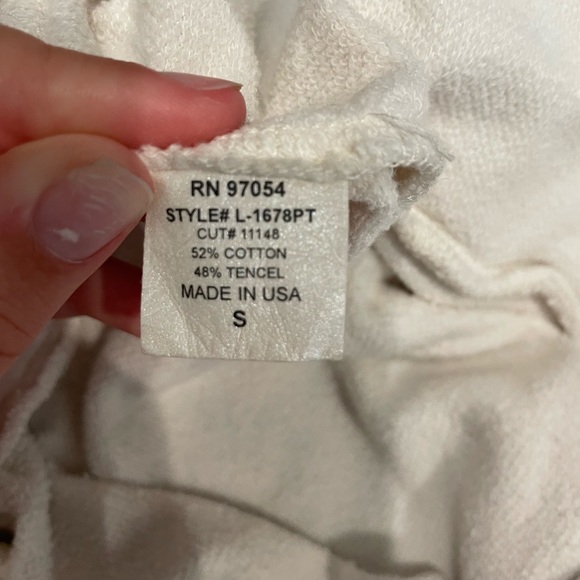 RN 97054
STYLE# L-1678PT
CUT# 11148
52% COTTON
48% TENCEL
MADE IN USA
S